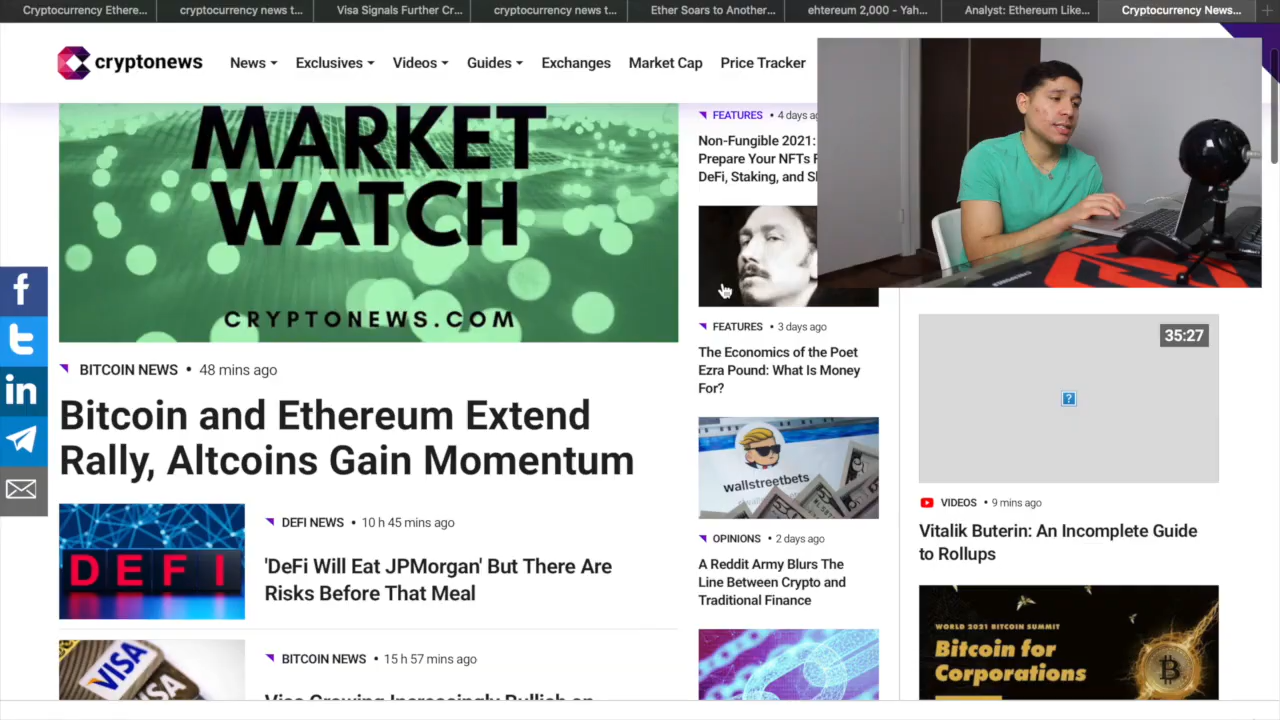 Cryptocurrency Ethere...
cryptocurrency news t...
Visa Signals Further Cr...
cryptocurrency news t...
Ether Soars to Another...
ehtereum 2,000 - Yah...
Analyst: Ethereum Like...
Cryptocurrency News...
cryptonews
News
Exclusives
Videos
Guides
Exchanges
Market Cap
Price Tracker
MARKET
WATCH
CRYPTONEWS.COM
BITCOIN NEWS • 48 mins ago
Bitcoin and Ethereum Extend
Rally, Altcoins Gain Momentum
DEFI
DEFI NEWS • 10 h 45 mins ago
'DeFi Will Eat JPMorgan' But There Are
Risks Before That Meal
VISA
BITCOIN NEWS • 15 h 57 mins ago
Visa Growing Increasingly Bullish on
FEATURES • 4 days
Non-Fungible 2021:
Prepare Your NFTs
DeFi, Staking, and
FEATURES • 3 days ago
The Economics of the Poet
Ezra Pound: What Is Money
For?
wallstreetbets
OPINIONS • 2 days ago
A Reddit Army Blurs The
Line Between Crypto and
Traditional Finance
35:27
?
VIDEOS • 9 mins ago
Vitalik Buterin: An Incomplete Guide
to Rollups
WORLD 2021 BITCOIN SUMMIT
Bitcoin for
Corporations